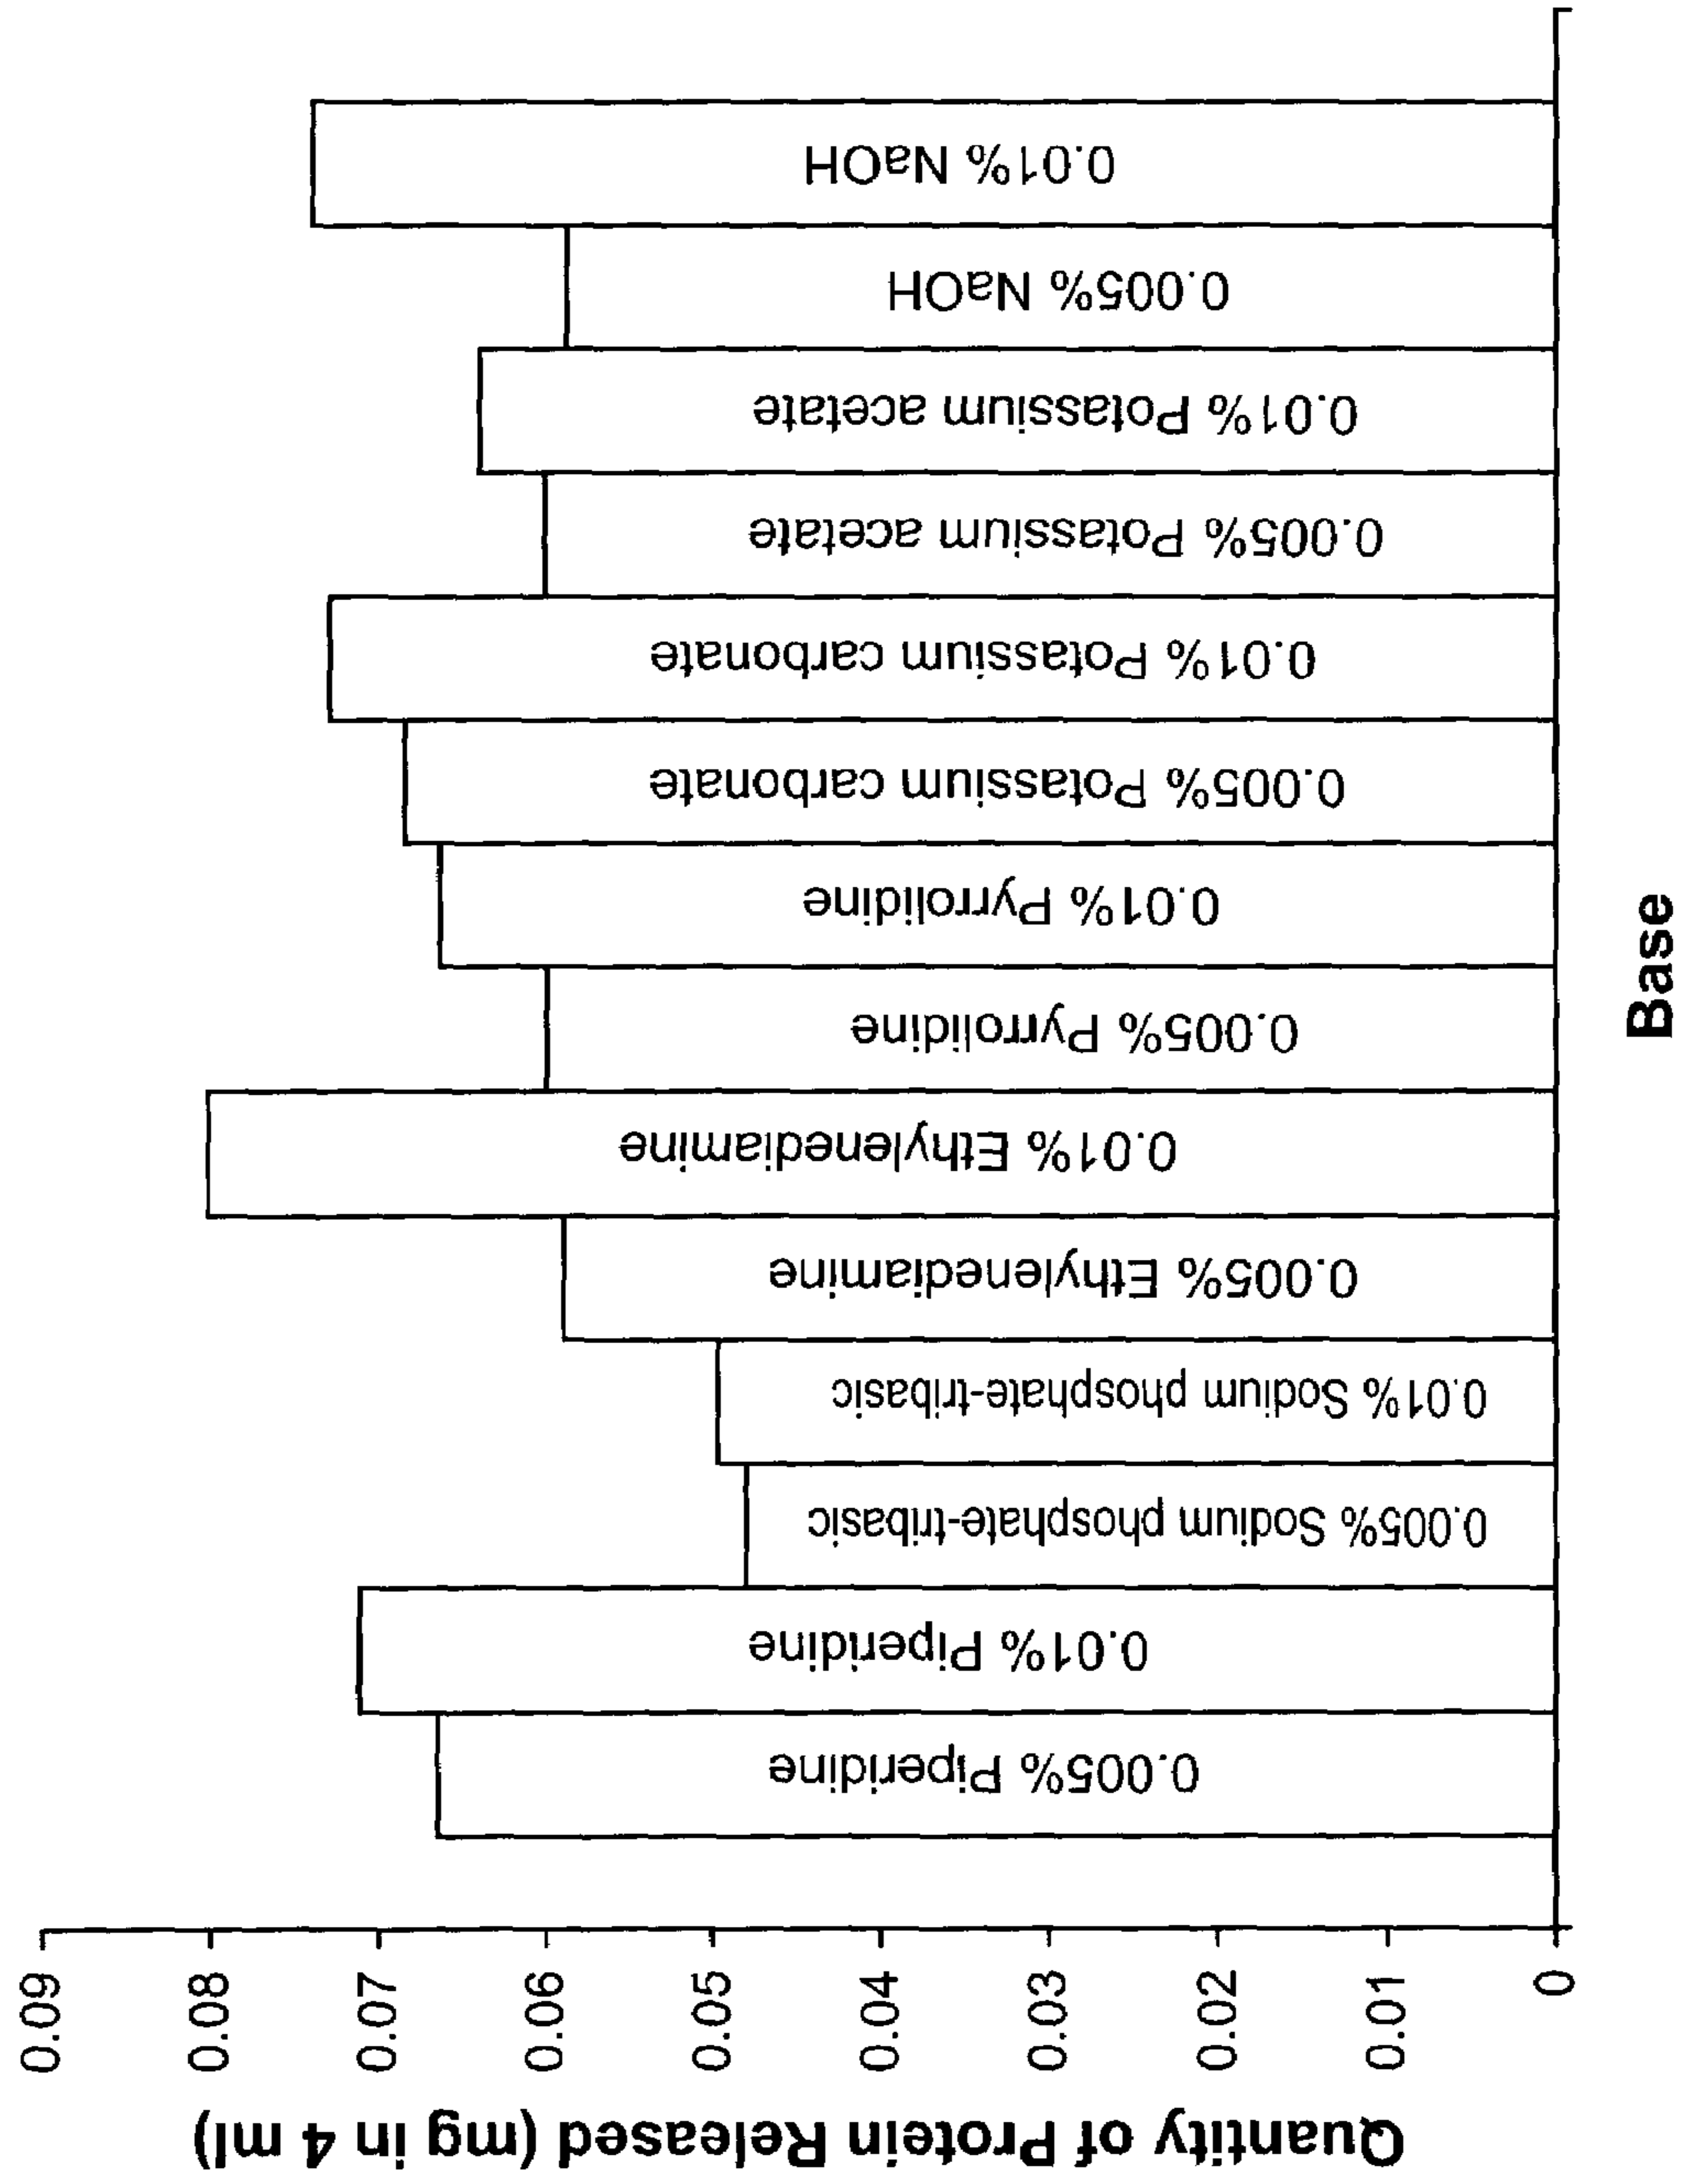 Quantity of Protein Released (mg in 4 ml)
0.09
0.08
0.07
0.06
0.05
0.04
0.03
0.02
0.01
0
0.005% Piperidine
0.01% Piperidine
0.005% Sodium phosphate-tribasic
0.01% Sodium phosphate-tribasic
0.005% Ethylenediamine
0.01% Ethylenediamine
0.005% Pyrrolidine
0.01% Pyrrolidine
0.005% Potassium carbonate
0.01% Potassium carbonate
0.005% Potassium acetate
0.01% Potassium acetate
0.005% NaOH
0.01% NaOH
Base